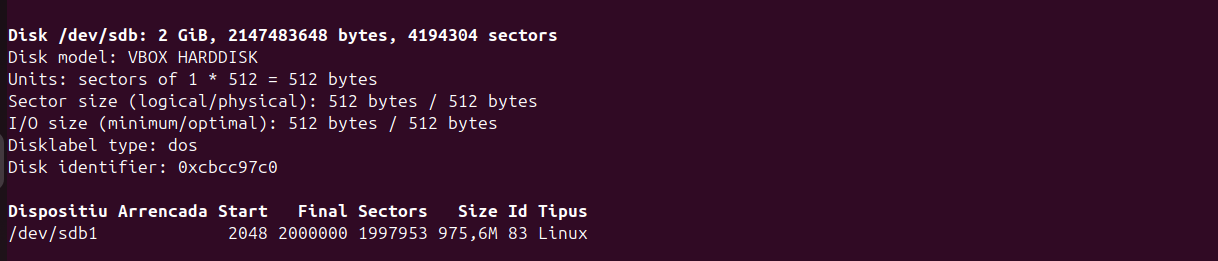 Disk /dev/sdb: 2 GiB, 2147483648 bytes, 4194304 sectors
Disk model: VBOX HARDDISK
Units: sectors of 1 * 512 = 512 bytes
Sector size (logical/physical): 512 bytes / 512 bytes
I/O size (minimum/optimal): 512 bytes / 512 bytes
Disklabel type: dos
Disk identifier: 0xcbcc97c0
Dispositiu Arrencada Start Final Sectors Size Id Tipus
/dev/sdb1 2048 2000000 1997953 975,6M 83 Linux